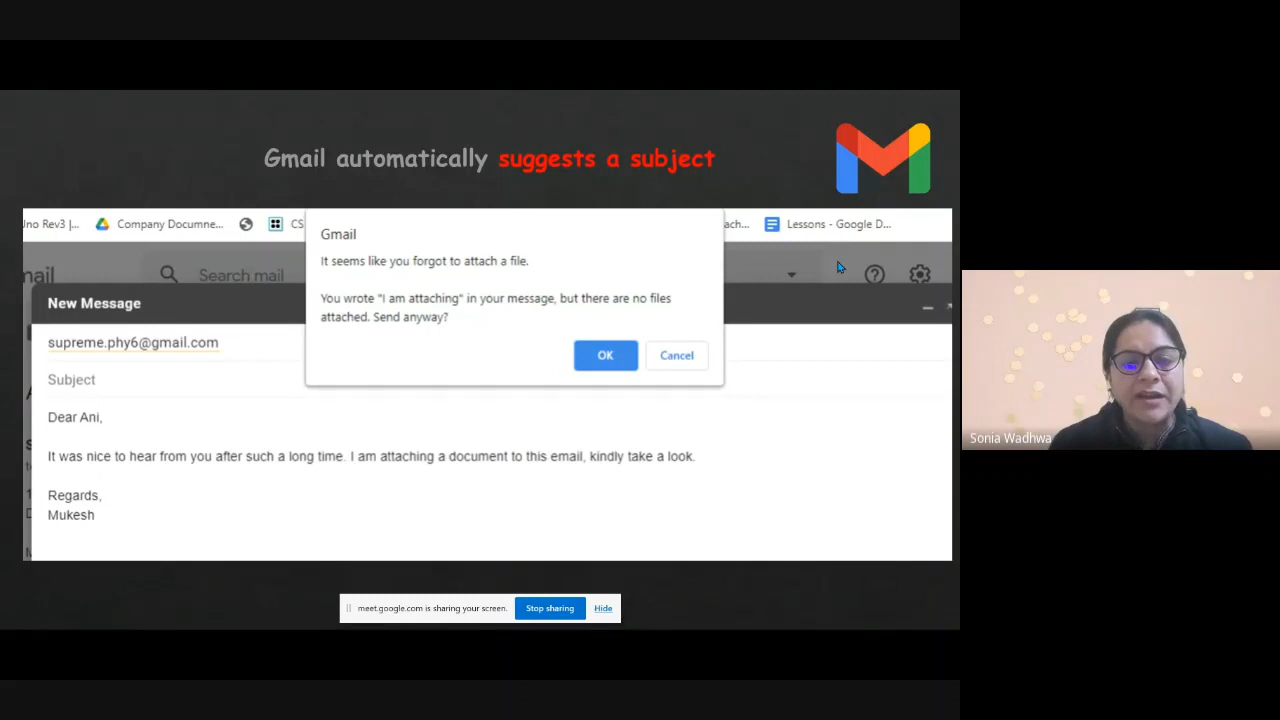 Gmail automatically suggests a subject
Uno Rev3 |...
Company Documne...
CS
ach...
Lessons - Google D...
mail
Search mail
Gmail
It seems like you forgot to attach a file.
You wrote "I am attaching" in your message, but there are no files
attached. Send anyway?
OK
Cancel
New Message
supreme.phy6@gmail.com
Subject
Dear Ani,
It was nice to hear from you after such a long time. I am attaching a document to this email, kindly take a look.
Regards,
Mukesh
Sonia Wadhwa
meet.google.com is sharing your screen.
Stop sharing
Hide